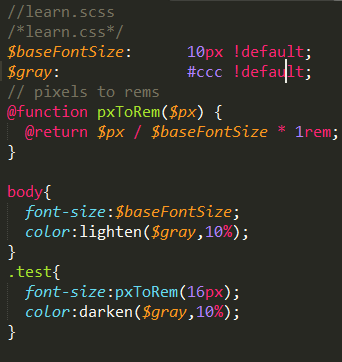 //learn.scss
/*learn.css*/
$baseFontSize:      10px !default;
$gray:              #ccc !default;
// pixels to rems
@function pxToRem($px) {
  @return $px / $baseFontSize * 1rem;
}

body{
  font-size:$baseFontSize;
  color:lighten($gray,10%);
}
.test{
  font-size:pxToRem(16px);
  color:darken($gray,10%);
}